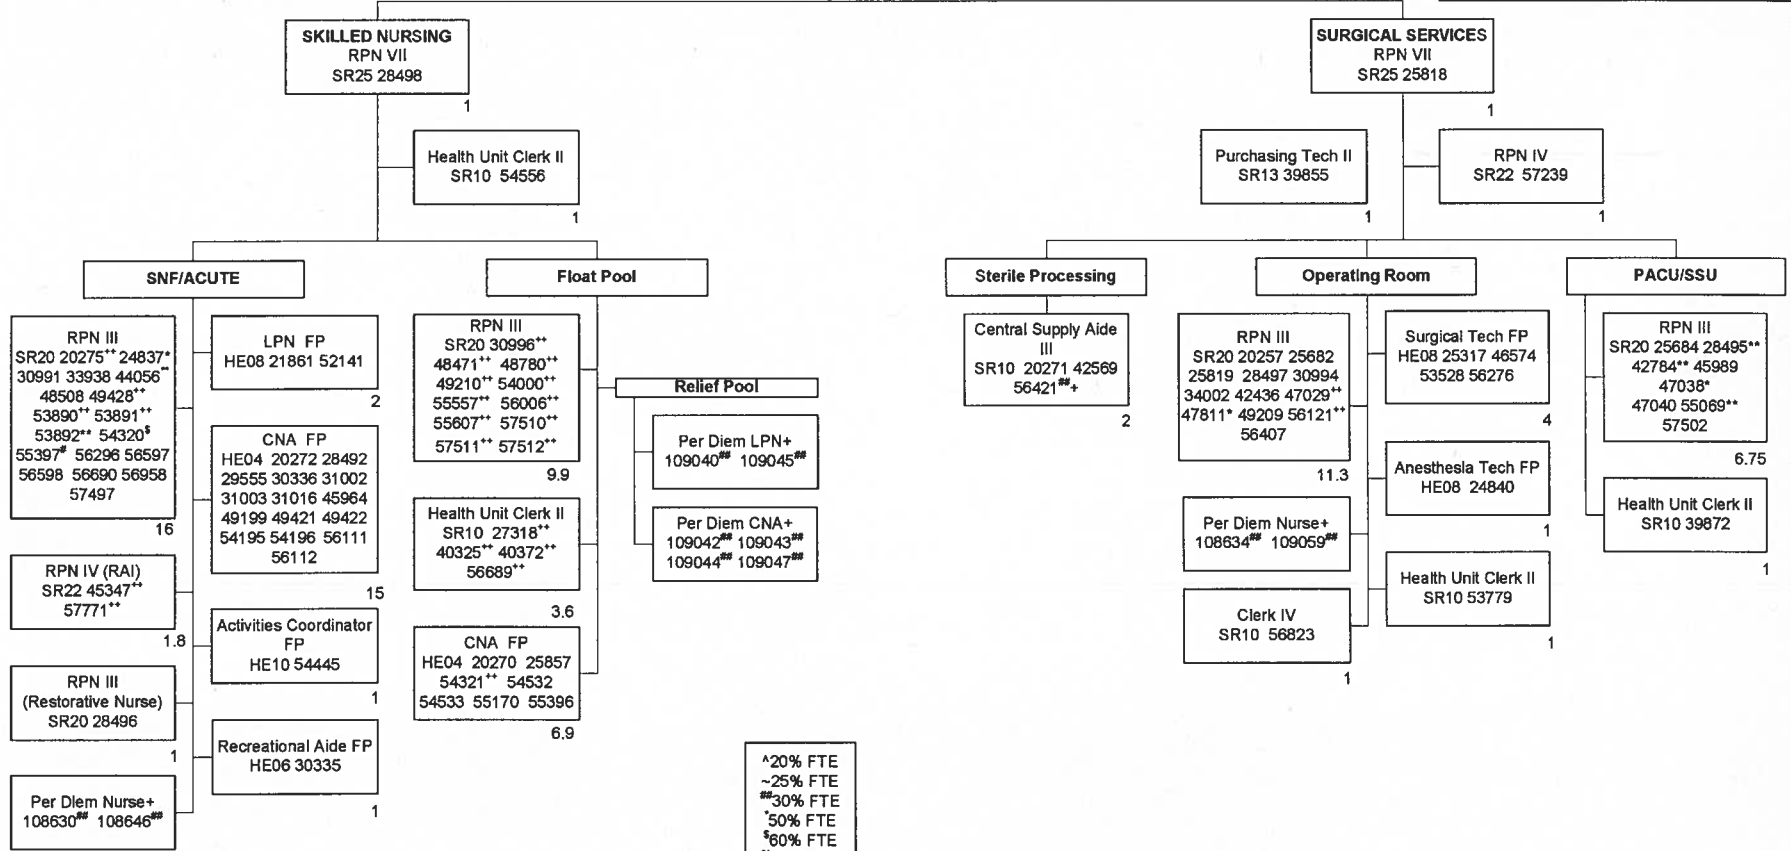 SKILLED NURSING
RPN VII
SR25 28498
1
Health Unit Clerk II
SR10 54556
1
SNF/ACUTE
RPN III
SR20 20275++ 24837*
30991 33938 44056**
48508 49428++
53890++ 53891++
53892** 54320$
55397# 56296 56597
56598 56690 56958
57497
16
RPN IV (RAI)
SR22 45347++
57771++
1.8
RPN III
(Restorative Nurse)
SR20 28496
1
Per Diem Nurse+
108630## 108646##
LPN FP
HE08 21861 52141
2
CNA FP
HE04 20272 28492
29555 30336 31002
31003 31016 45964
49199 49421 49422
54195 54196 56111
56112
15
Activities Coordinator
FP
HE10 54445
1
Recreational Aide FP
HE06 30335
1
Float Pool
RPN III
SR20 30996++
48471++ 48780++
49210++ 54000++
55557++ 56006++
55607++ 57510++
57511++ 57512++
9.9
Health Unit Clerk II
SR10 27318++
40325++ 40372++
56689++
3.6
CNA FP
HE04 20270 25857
54321++ 54532
54533 55170 55396
6.9
Relief Pool
Per Diem LPN+
109040## 109045##
Per Diem CNA+
109042## 109043##
109044## 109047##
^20% FTE
~25% FTE
##30% FTE
*50% FTE
$60% FTE
SURGICAL SERVICES
RPN VII
SR25 25818
1
Purchasing Tech II
SR13 39855
1
RPN IV
SR22 57239
1
Sterile Processing
Central Supply Aide
III
SR10 20271 42569
56421##+
2
Operating Room
RPN III
SR20 20257 25682
25819 28497 30994
34002 42436 47029++
47811* 49209 56121++
56407
11.3
Per Diem Nurse+
108634## 109059##
Clerk IV
SR10 56823
1
Surgical Tech FP
HE08 25317 46574
53528 56276
4
Anesthesia Tech FP
HE08 24840
1
Health Unit Clerk II
SR10 53779
1
PACU/SSU
RPN III
SR20 25684 28495**
42784** 45989
47038*
47040 55069**
57502
6.75
Health Unit Clerk II
SR10 39872
1